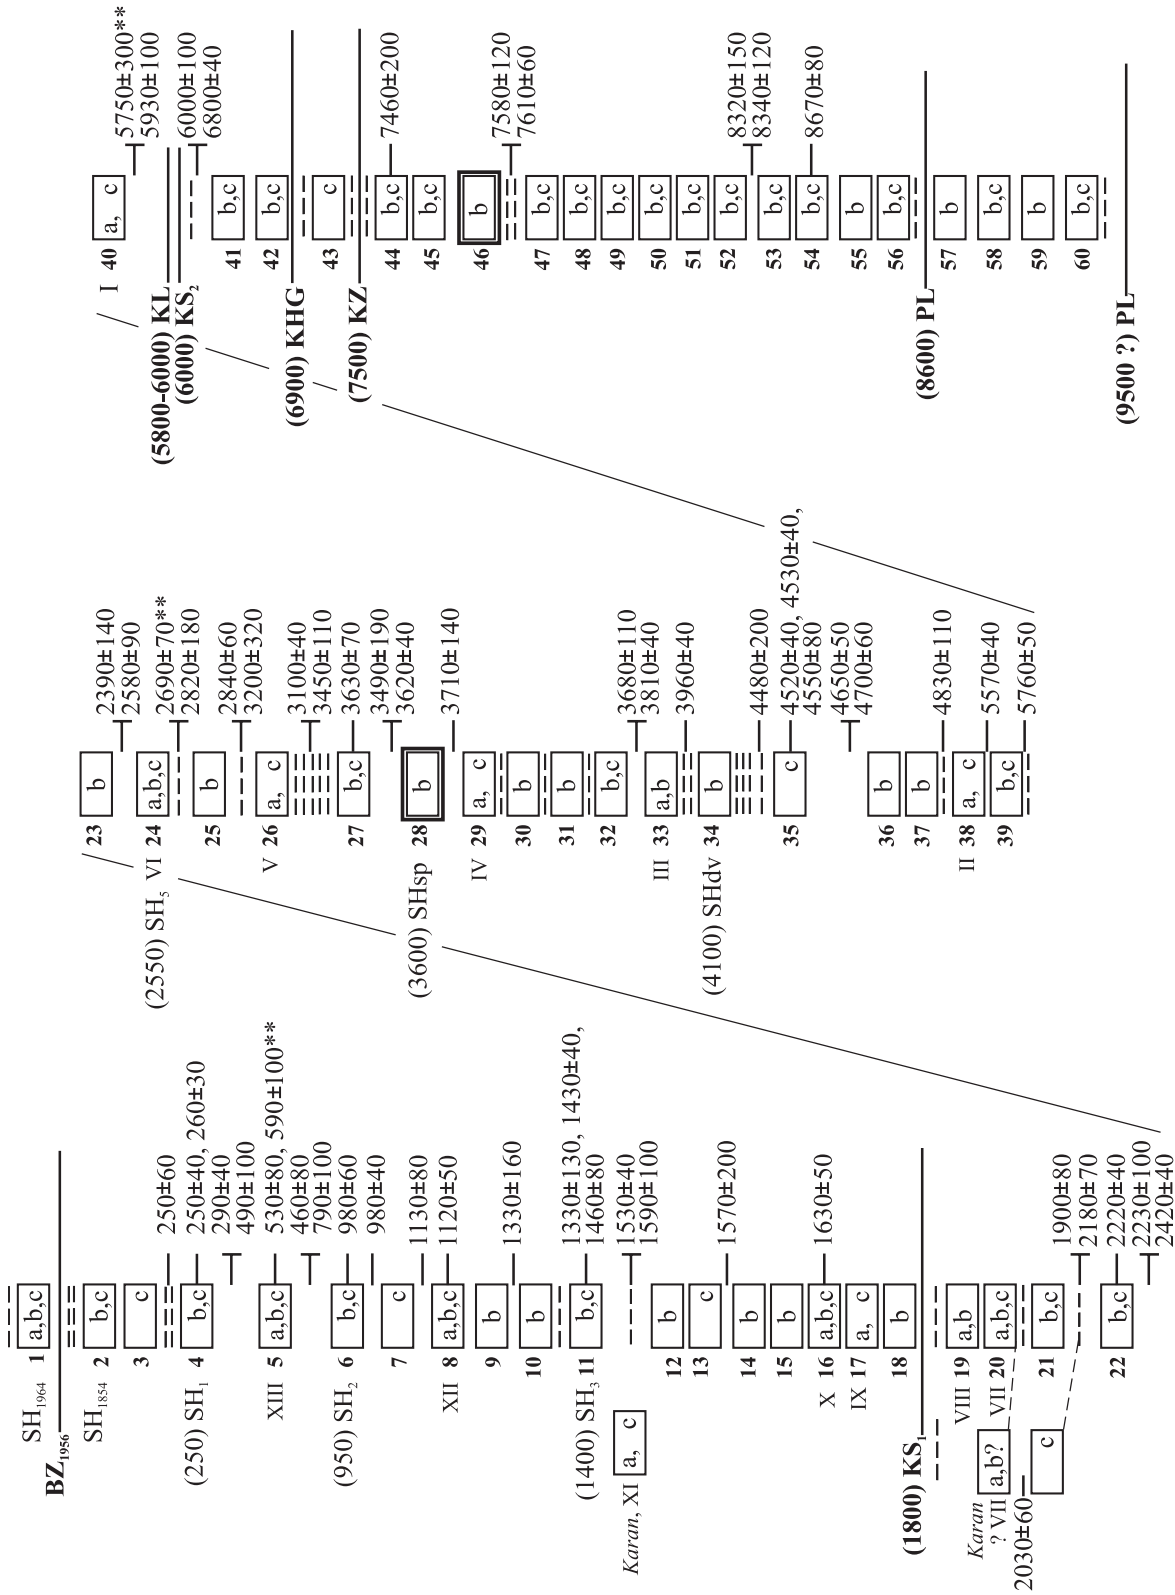 SH1964 1 a,b,c
BZ1956
SH1854 2 b,c
3 c
250±60
(250) SH1 4 b,c 250±40, 260±30
290±40
490±100
XIII 5 a,b,c 530±80, 590±100**
460±80
790±100
(950) SH2 6 b,c 980±60
980±40
7 c
1130±80
XII 8 a,b,c 1120±50
9 b
1330±160
10 b
(1400) SH3 11 b,c 1330±130, 1430±40,
1460±80
Karan, XI a, c
1530±40
1590±100
12 b
13 c
1570±200
14 b
15 b
X 16 a,b,c 1630±50
IX 17 a, c
18 b
(1800) KS1
VIII 19 a,b
VII 20 a,b,c
Karan
? VII a,b?
2030±60
c
21 b,c
1900±80
2180±70
22 b,c 2220±40
2230±100
2420±40
23 b
2390±140
2580±90
(2550) SH5 VI 24 a,b,c
2690±70**
2820±180
25 b
2840±60
3200±320
V 26 a, c
3100±40
3450±110
27 b,c 3630±70
3490±190
3620±40
(3600) SHsp 28 b
3710±140
IV 29 a, c
30 b
31 b
32 b,c
3680±110
3810±40
III 33 a,b
3960±40
(4100) SHdv 34 b
4480±200
35 c 4520±40, 4530±40,
4550±80
4650±50
4700±60
36 b
37 b
4830±110
II 38 a, c
5570±40
39 b,c
5760±50
I 40 a, c
5750±300**
5930±100
(5800-6000) KL
(6000) KS2
6000±100
6800±40
41 b,c
42 b,c
(6900) KHG
43 c
(7500) KZ
44 b,c 7460±200
45 b,c
46 b
7580±120
7610±60
47 b,c
48 b,c
49 b,c
50 b,c
51 b,c
52 b,c
8320±150
8340±120
53 b,c
54 b,c 8670±80
55 b
56 b,c
(8600) PL
57 b
58 b,c
59 b
60 b,c
(9500 ?) PL